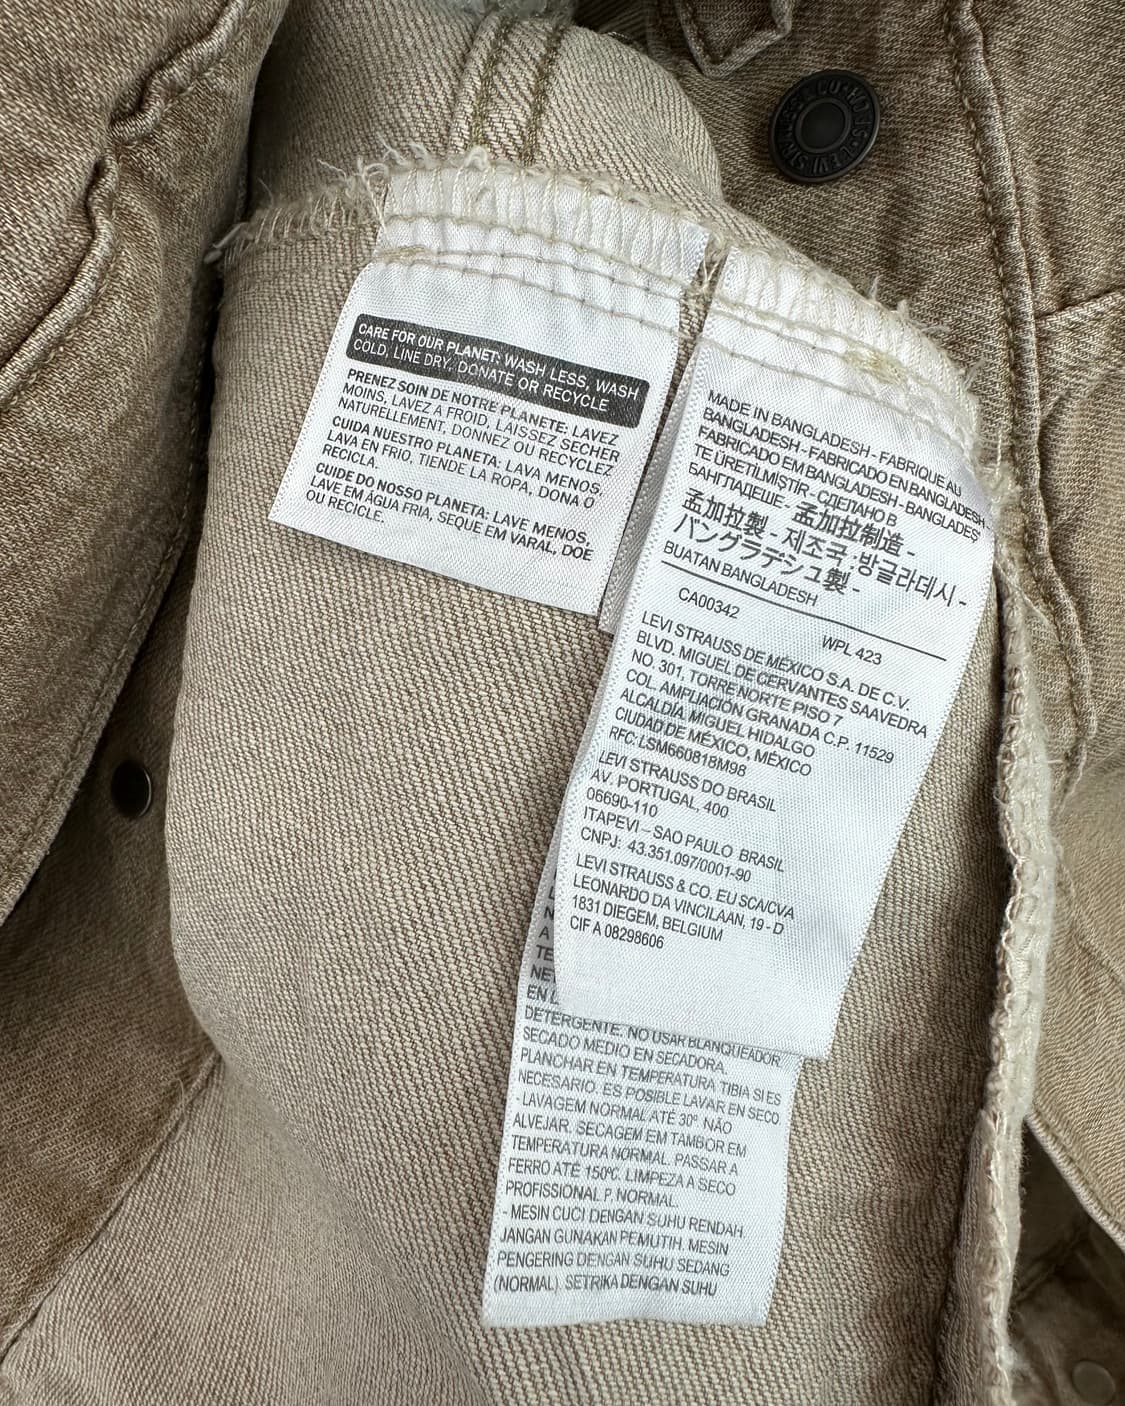 CARE FOR OUR PLANET: WASH LESS, WASH
COLD, LINE DRY, DONATE OR RECYCLE
PRENEZ SOIN DE NOTRE PLANETE: LAVEZ
MOINS, LAVEZ A FROID, LAISSEZ SECHER
NATURELLEMENT, DONNEZ OU RECYCLEZ
CUIDA NUESTRO PLANETA: LAVA MENOS,
LAVA EN FRIO, TIENDE LA ROPA, DONA O
RECICLA.
CUIDE DO NOSSO PLANETA: LAVE MENOS,
LAVE EM ÁGUA FRIA, SEQUE EM VARAL, DOE
OU RECICLE.
MADE IN BANGLADESH - FABRIQUE AU
BANGLADESH - FABRICADO EN BANGLADESH -
FABRICADO EM BANGLADESH - BANGLADEŞ'
TE ÜRETİLMİŞTİR - СДЕЛАНО В
БАНГЛАДЕШЕ -
孟加拉製 - 孟加拉制造 -
バングラデシュ製 - 제조국 :방글라데시 -
BUATAN BANGLADESH
CA00342 WPL 423
LEVI STRAUSS DE MÉXICO S.A. DE C.V.
BLVD. MIGUEL DE CERVANTES SAAVEDRA
NO. 301, TORRE NORTE PISO 7
COL. AMPLIACIÓN GRANADA C.P. 11529
ALCALDÍA MIGUEL HIDALGO
CIUDAD DE MÉXICO, MÉXICO
RFC: LSM660818M98
LEVI STRAUSS DO BRASIL
AV. PORTUGAL, 400
06690-110
ITAPEVI – SAO PAULO BRASIL
CNPJ: 43.351.097/0001-90
LEVI STRAUSS & CO. EU SCA/CVA
LEONARDO DA VINCILAAN, 19 - D
1831 DIEGEM, BELGIUM
CIF A 08298606
A
TE
NE
EN
DETERGENTE. NO USAR BLANQUEADOR.
SECADO MEDIO EN SECADORA.
PLANCHAR EN TEMPERATURA TIBIA SI ES
NECESARIO. ES POSIBLE LAVAR EN SECO
- LAVAGEM NORMAL ATÉ 30°. NÃO
ALVEJAR. SECAGEM EM TAMBOR EM
TEMPERATURA NORMAL. PASSAR A
FERRO ATÉ 150ºC. LIMPEZA A SECO
PROFISSIONAL P. NORMAL.
- MESIN CUCI DENGAN SUHU RENDAH.
JANGAN GUNAKAN PEMUTIH. MESIN
PENGERING DENGAN SUHU SEDANG
(NORMAL). SETRIKA DENGAN SUHU